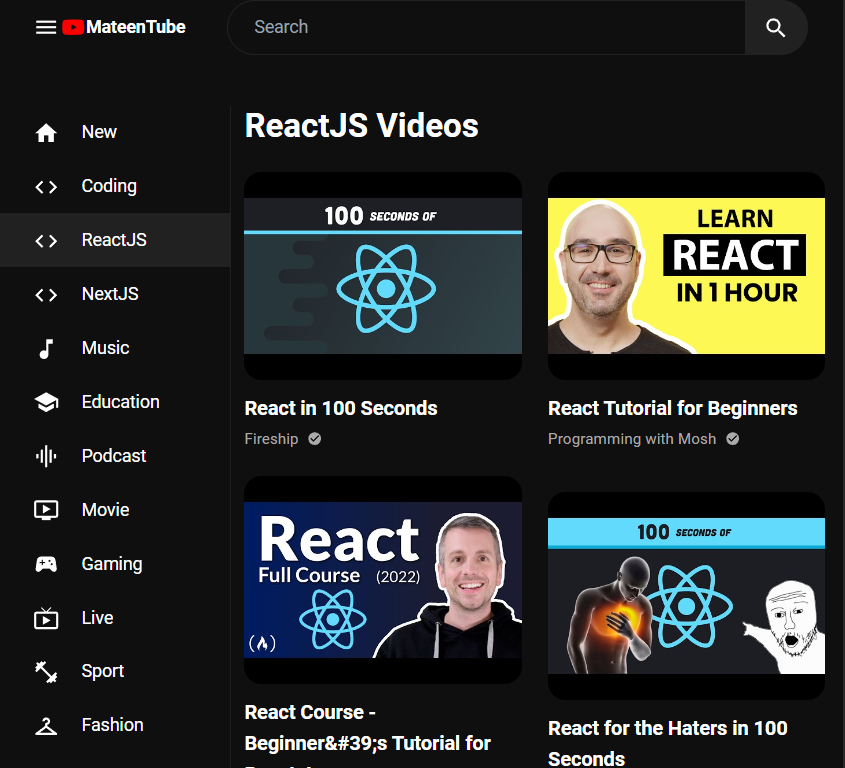 MateenTube
Search
New
Coding
ReactJS
NextJS
Music
Education
Podcast
Movie
Gaming
Live
Sport
Fashion
ReactJS Videos
100 SECONDS OF
React in 100 Seconds
Fireship
LEARN
REACT
IN 1 HOUR
React Tutorial for Beginners
Programming with Mosh
React
Full Course (2022)
React Course -
Beginner&#39;s Tutorial for
100 SECONDS OF
React for the Haters in 100
Seconds